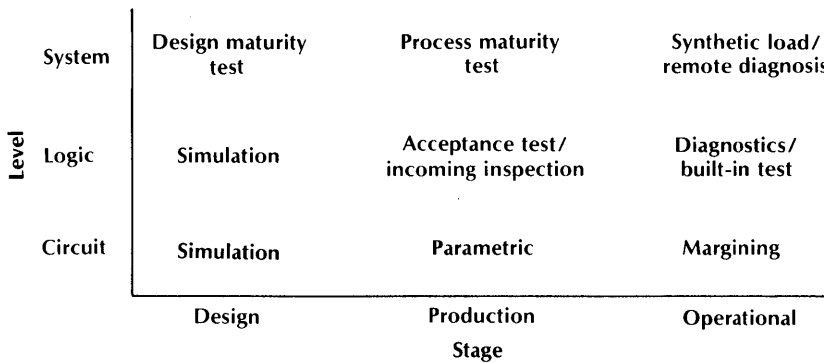 System
Design maturity
test
Process maturity
test
Synthetic load/
remote diagnosis
Level
Logic
Simulation
Acceptance test/
incoming inspection
Diagnostics/
built-in test
Circuit
Simulation
Parametric
Margining
Design
Production
Operational
Stage